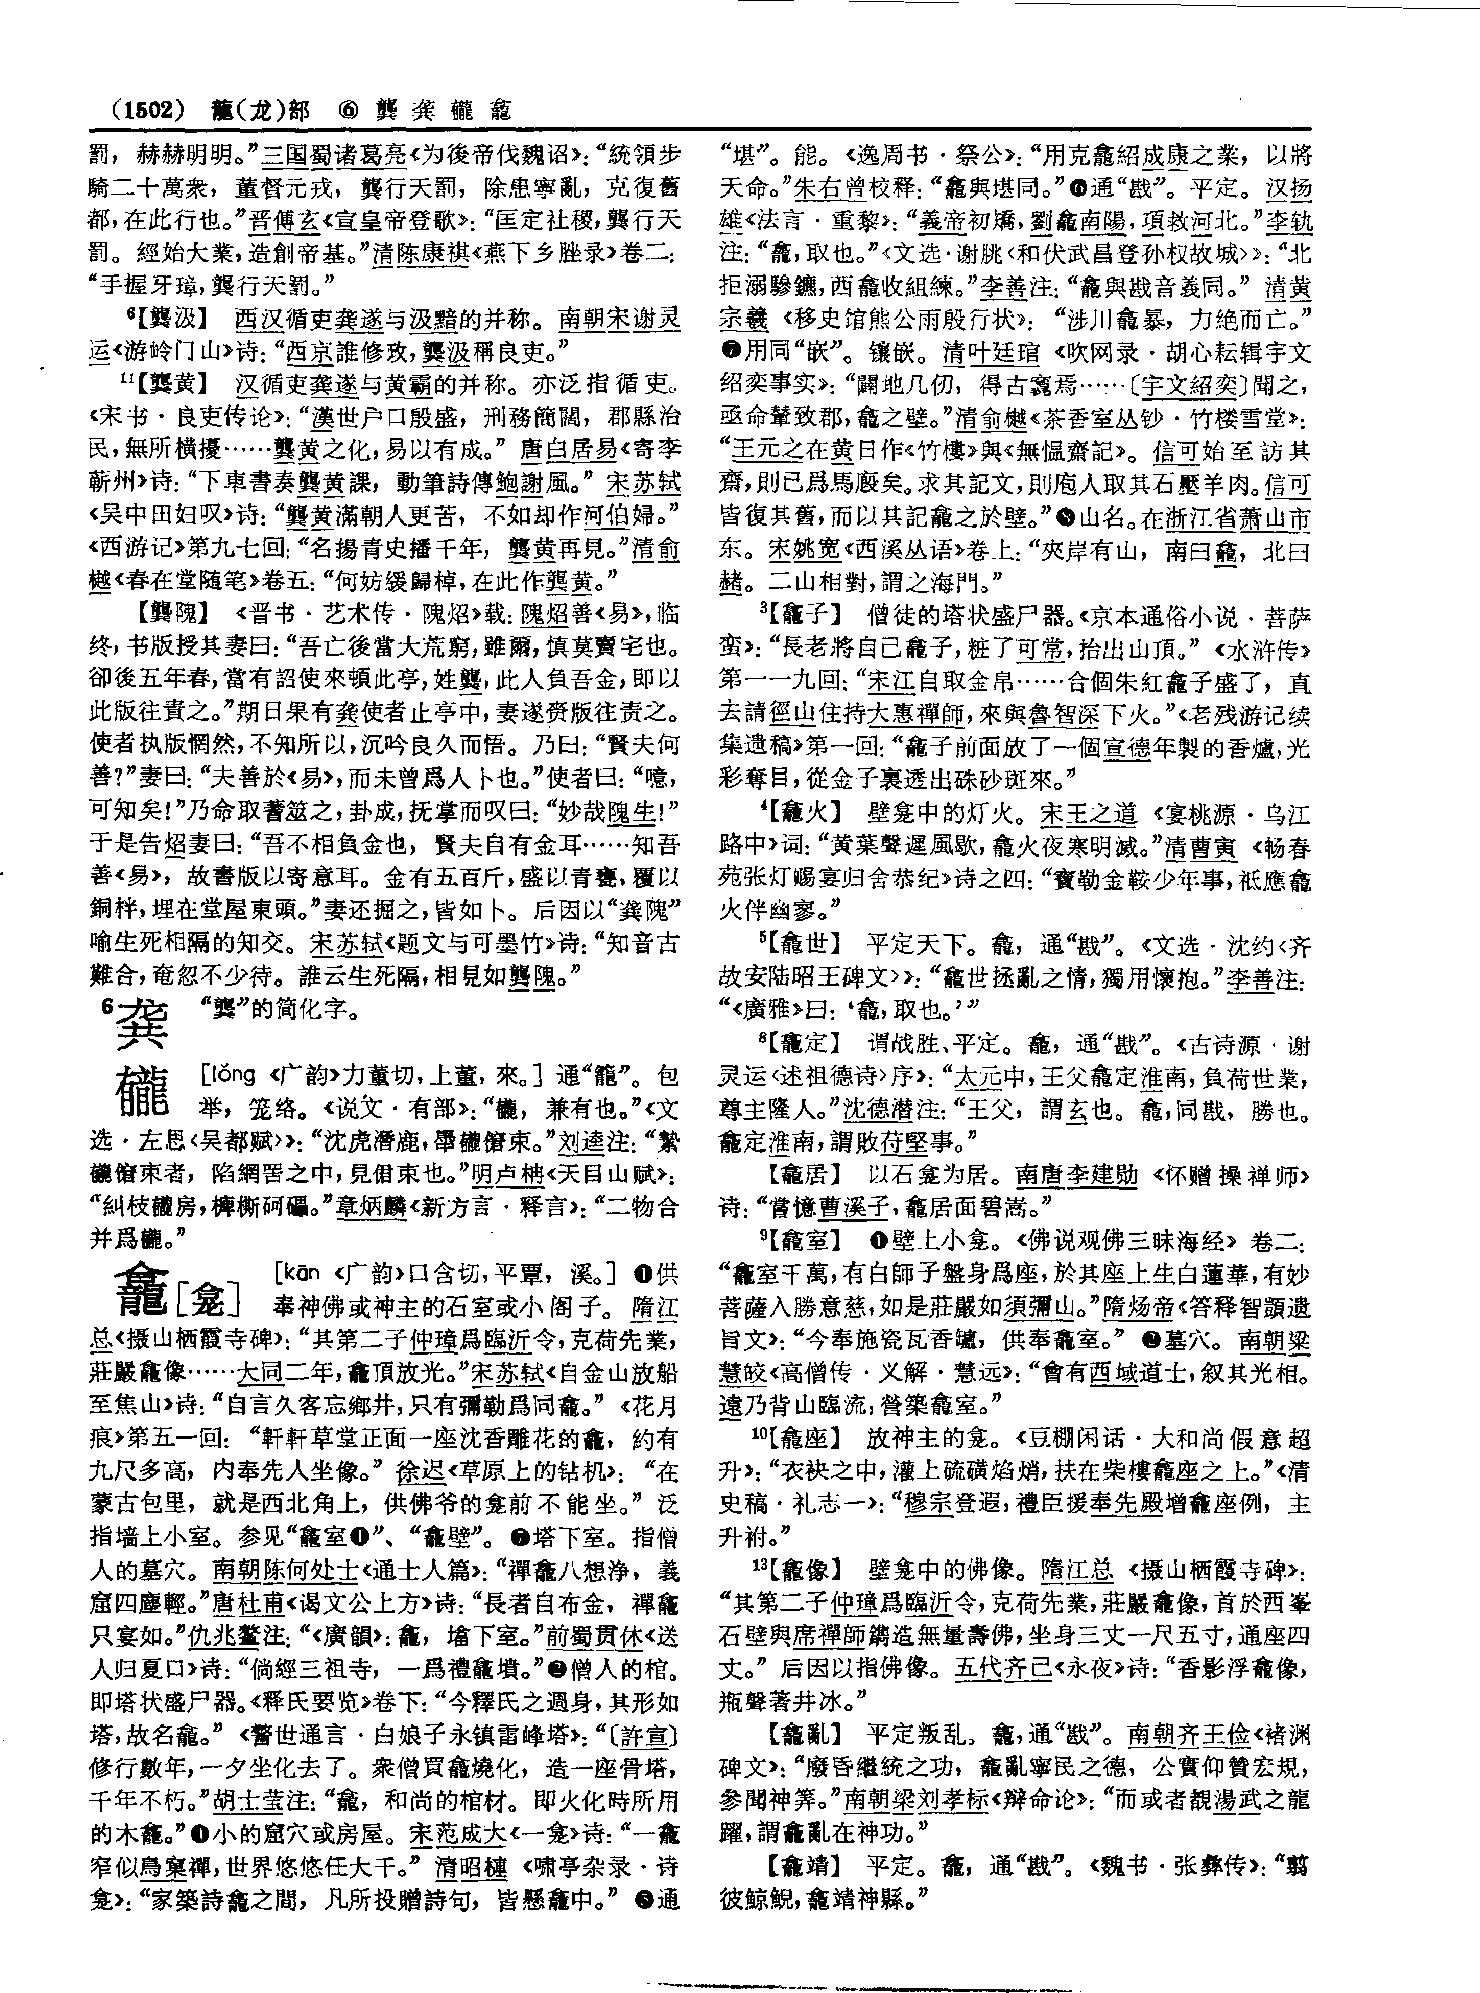 (1502) 龍(龙)部 ⑥ 龔 龚 龓 龕
罰，赫赫明明。”三国蜀诸葛亮《为後帝伐魏诏》：“統領步
騎二十萬衆，董督元戎，龔行天罰，除患寧亂，克復舊
都，在此行也。”晋傅玄《宣皇帝登歌》：“匡定社稷，龔行天
罰。經始大業，造創帝基。”清陈康祺《燕下乡脞录》卷二：
“手握牙璋，龔行天罰。”
⁶【龔汲】 西汉循吏龚遂与汲黯的并称。南朝宋谢灵
运《游岭门山》诗：“西京誰修政，龔汲稱良吏。”
¹¹【龔黄】 汉循吏龚遂与黄霸的并称。亦泛指循吏。
《宋书·良吏传论》：“漢世户口殷盛，刑務簡闊，郡縣治
民，無所横擾……龔黄之化，易以有成。”唐白居易《寄李
蕲州》诗：“下車書奏龔黄課，動筆詩傳鮑謝風。”宋苏轼
《吴中田妇叹》诗：“龔黄滿朝人更苦，不如却作河伯婦。”
《西游记》第九七回：“名揚青史播千年，龔黄再見。”清俞
樾《春在堂随笔》卷五：“何妨緩歸棹，在此作龔黄。”
【龔隗】 《晋书·艺术传·隗炤》载：隗炤善《易》，临
终，书版授其妻曰：“吾亡後當大荒窮，雖爾，慎莫賣宅也。
卻後五年春，當有詔使來頓此亭，姓龔，此人負吾金，即以
此版往責之。”期日果有龚使者止亭中，妻遂赍版往责之。
使者执版惘然，不知所以，沉吟良久而悟。乃曰：“賢夫何
善？”妻曰：“夫善於《易》，而未曾爲人卜也。”使者曰：“噫，
可知矣！”乃命取蓍筮之，卦成，抚掌而叹曰：“妙哉隗生！”
于是告炤妻曰：“吾不相負金也，賢夫自有金耳……知吾
善《易》，故書版以寄意耳。金有五百斤，盛以青甕，覆以
銅柈，埋在堂屋東頭。”妻还掘之，皆如卜。后因以“龚隗”
喻生死相隔的知交。宋苏轼《题文与可墨竹》诗：“知音古
難合，奄忽不少待。誰云生死隔，相見如龔隗。”
6龚 “龔”的简化字。
龓 [lǒng 《广韵》力董切，上董，來。] 通“籠”。包
举，笼络。《说文·有部》：“龓，兼有也。”《文
选·左思〈吴都赋〉》：“沈虎潛鹿，馽龓僒束。”刘逵注：“縶
龓僒束者，陷網罟之中，見僒束也。”明卢柟《天目山赋》：
“糾枝龓房，椑㯕砢礧。”章炳麟《新方言·释言》：“二物合
并爲龓。”
龕[龛] [kān 《广韵》口含切，平覃，溪。] ❶供
奉神佛或神主的石室或小阁子。隋江
总《摄山栖霞寺碑》：“其第二子仲璋爲臨沂令，克荷先業，
莊嚴龕像……大同二年，龕頂放光。”宋苏轼《自金山放船
至焦山》诗：“自言久客忘鄉井，只有彌勒爲同龕。”《花月
痕》第五一回：“軒軒草堂正面一座沈香雕花的龕，約有
九尺多高，内奉先人坐像。”徐迟《草原上的钻机》：“在
蒙古包里，就是西北角上，供佛爷的龛前不能坐。”泛
指墙上小室。参见“龕室❶”、“龕壁”。❷塔下室。指僧
人的墓穴。南朝陈何处士《通士人篇》：“禪龕八想净，義
窟四塵輕。”唐杜甫《谒文公上方》诗：“長者自布金，禪龕
只宴如。”仇兆鳌注：“《廣韻》：龕，塔下室。”前蜀贯休《送
人归夏口》诗：“倘經三祖寺，一爲禮龕墳。”❸僧人的棺。
即塔状盛尸器。《释氏要览》卷下：“今釋氏之週身，其形如
塔，故名龕。”《警世通言·白娘子永镇雷峰塔》：“〔許宣〕
修行數年，一夕坐化去了。衆僧買龕燒化，造一座骨塔，
千年不朽。”胡士莹注：“龕，和尚的棺材。即火化時所用
的木龕。”❹小的窟穴或房屋。宋范成大《一龛》诗：“一龕
窄似鳥窠禪，世界悠悠任大千。”清昭槤《啸亭杂录·诗
龛》：“家築詩龕之間，凡所投贈詩句，皆懸龕中。”❺通
“堪”。能。《逸周书·祭公》：“用克龕紹成康之業，以將
天命。”朱右曾校释：“龕與堪同。”❻通“戡”。平定。汉扬
雄《法言·重黎》：“義帝初矯，劉龕南陽，項救河北。”李轨
注：“龕，取也。”《文选·谢朓〈和伏武昌登孙权故城〉》：“北
拒溺驂鑣，西龕收組練。”李善注：“龕與戡音義同。”清黄
宗羲《移史馆熊公雨殷行状》：“涉川龕暴，力绝而亡。”
❼用同“嵌”。镶嵌。清叶廷琯《吹网录·胡心耘辑宇文
绍奕事实》：“闢地几仞，得古甎焉……〔宇文紹奕〕聞之，
亟命輦致郡，龕之壁。”清俞樾《茶香室丛钞·竹楼雪堂》：
“王元之在黄日作《竹樓》與《無愠齋記》。信可始至訪其
齋，則已爲馬廄矣。求其記文，則庖人取其石壓羊肉。信可
皆復其舊，而以其記龕之於壁。”❽山名。在浙江省萧山市
东。宋姚宽《西溪丛语》卷上：“夾岸有山，南曰龕，北曰
赭。二山相對，謂之海門。”
³【龕子】 僧徒的塔状盛尸器。《京本通俗小说·菩萨
蛮》：“長老將自己龕子，粧了可常，抬出山頂。”《水浒传》
第一一九回：“宋江自取金帛……合個朱紅龕子盛了，直
去請徑山住持大惠禪師，來與魯智深下火。”《老残游记续
集遗稿》第一回：“龕子前面放了一個宣德年製的香爐，光
彩奪目，從金子裏透出硃砂斑來。”
⁴【龕火】 壁龛中的灯火。宋王之道《宴桃源·乌江
路中》词：“黄葉聲遲風歇，龕火夜寒明滅。”清曹寅《畅春
苑张灯赐宴归舍恭纪》诗之四：“寶勒金鞍少年事，祇應龕
火伴幽寥。”
⁵【龕世】 平定天下。龕，通“戡”。《文选·沈约〈齐
故安陆昭王碑文〉》：“龕世拯亂之情，獨用懷抱。”李善注：
“《廣雅》曰：‘龕，取也。’”
⁸【龕定】 谓战胜、平定。龕，通“戡”。《古诗源·谢
灵运〈述祖德诗〉序》：“太元中，王父龕定淮南，負荷世業，
尊主隆人。”沈德潜注：“王父，謂玄也。龕，同戡，勝也。
龕定淮南，謂敗苻堅事。”
【龕居】 以石龛为居。南唐李建勋《怀赠操禅师》
诗：“嘗憶曹溪子，龕居面碧嵩。”
⁹【龕室】 ❶壁上小龛。《佛说观佛三昧海经》卷二：
“龕室千萬，有白師子盤身爲座，於其座上生白蓮華，有妙
菩薩入勝意慈，如是莊嚴如須彌山。”隋炀帝《答释智顗遗
旨文》：“今奉施瓷瓦香罏，供奉龕室。”❷墓穴。南朝梁
慧皎《高僧传·义解·慧远》：“會有西域道士，叙其光相。
遠乃背山臨流，營築龕室。”
¹⁰【龕座】 放神主的龛。《豆棚闲话·大和尚假意超
升》：“衣袂之中，灌上硫磺焰焇，扶在柴樓龕座之上。”《清
史稿·礼志一》：“穆宗登遐，禮臣援奉先殿增龕座例，主
升祔。”
¹³【龕像】 壁龛中的佛像。隋江总《摄山栖霞寺碑》：
“其第二子仲璋爲臨沂令，克荷先業，莊嚴龕像，首於西峯
石壁與席禪師鐫造無量壽佛，坐身三丈一尺五寸，通座四
丈。”后因以指佛像。五代齐己《永夜》诗：“香影浮龕像，
瓶聲著井冰。”
【龕亂】 平定叛乱。龕，通“戡”。南朝齐王俭《褚渊
碑文》：“廢昏繼统之功，龕亂寧民之德，公實仰贊宏規，
參聞神筭。”南朝梁刘孝标《辩命论》：“而或者覩湯武之龍
躍，謂龕亂在神功。”
【龕靖】 平定。龕，通“戡”。《魏书·张彝传》：“翦
彼鲸鯢，龕靖神縣。”